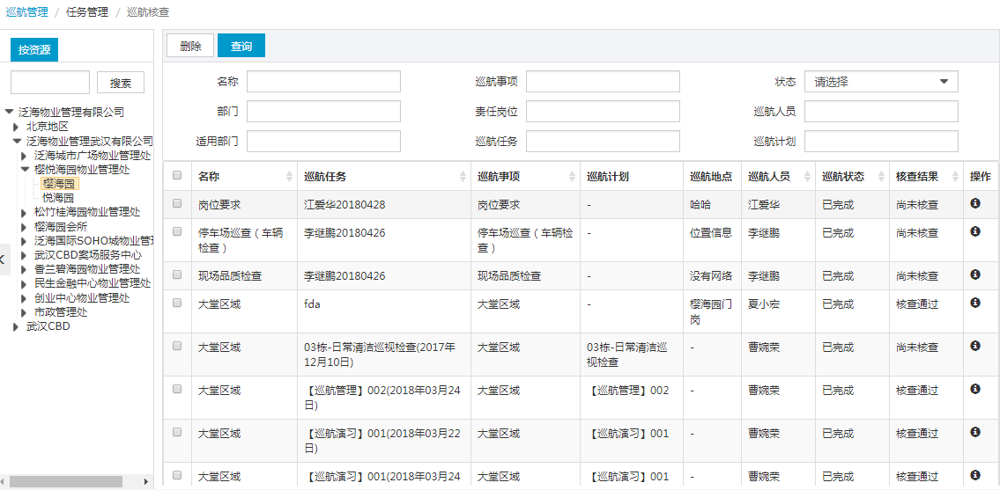 巡航管理 / 任务管理 / 巡航核查
按资源
搜索
泛海物业管理有限公司
北京地区
泛海物业管理武汉有限公司
泛海城市广场物业管理处
樱悦海园物业管理处
樱海园
悦海园
松竹桂海园物业管理处
樱海园会所
泛海国际SOHO城物业管
武汉CBD案场服务中心
香兰碧海园物业管理处
民生金融中心物业管理处
创业中心物业管理处
市政管理处
武汉CBD
删除 查询
名称 巡航事项 状态 请选择
部门 责任岗位 巡航人员
适用部门 巡航任务 巡航计划
名称 巡航任务 巡航事项 巡航计划 巡航地点 巡航人员 巡航状态 核查结果 操作
岗位要求 江爱华20180428 岗位要求 - 哈哈 江爱华 已完成 尚未核查
停车场巡查（车辆 李继鹏20180426 停车场巡查（车辆 - 位置信息 李继鹏 已完成 尚未核查
检查） 检查）
现场品质检查 李继鹏20180426 现场品质检查 - 没有网络 李继鹏 已完成 尚未核查
大堂区域 fda 大堂区域 - 樱海园门 夏小宏 已完成 核查通过
岗
大堂区域 03栋-日常清洁巡视检查(2017年 大堂区域 03栋-日常清洁巡 - 曹婉荣 已完成 尚未核查
12月10日) 视检查
大堂区域 【巡航管理】002(2018年03月24 大堂区域 【巡航管理】002 - 曹婉荣 已完成 核查通过
日)
大堂区域 【巡航演习】001(2018年03月22 大堂区域 【巡航演习】001 - 曹婉荣 已完成 核查通过
日)
大堂区域 【巡航演习】001(2018年03月24 大堂区域 【巡航演习】001 - 曹婉荣 已完成 核查通过